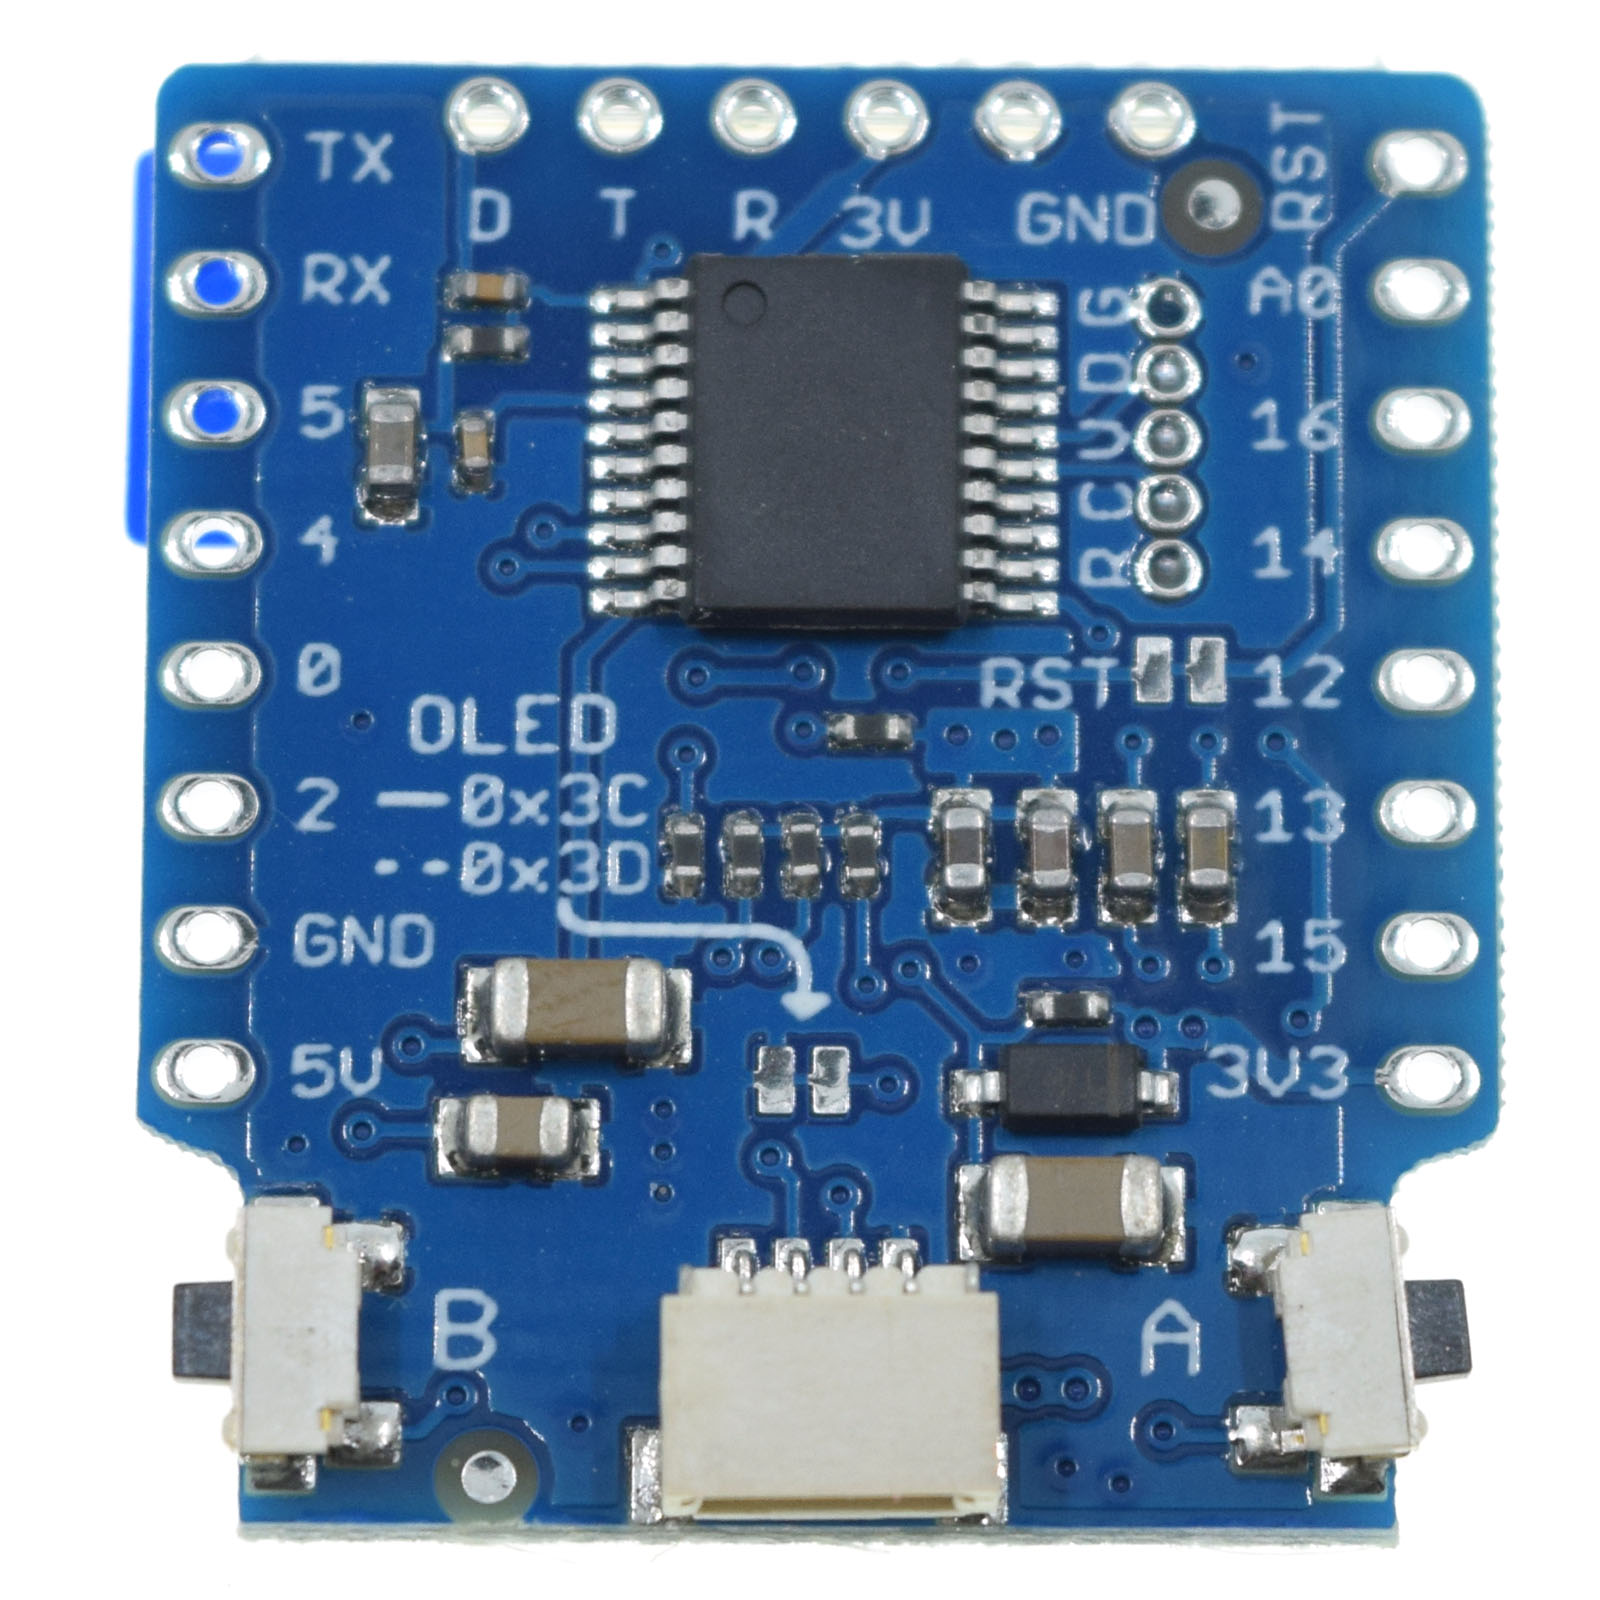 TX
RX
5
4
0
2
GND
5V
D T R 3V GND
G
D
V
C
R
RST
A0
16
14
12
13
15
3V3
RST
OLED
—0x3C
---0x3D
B
A